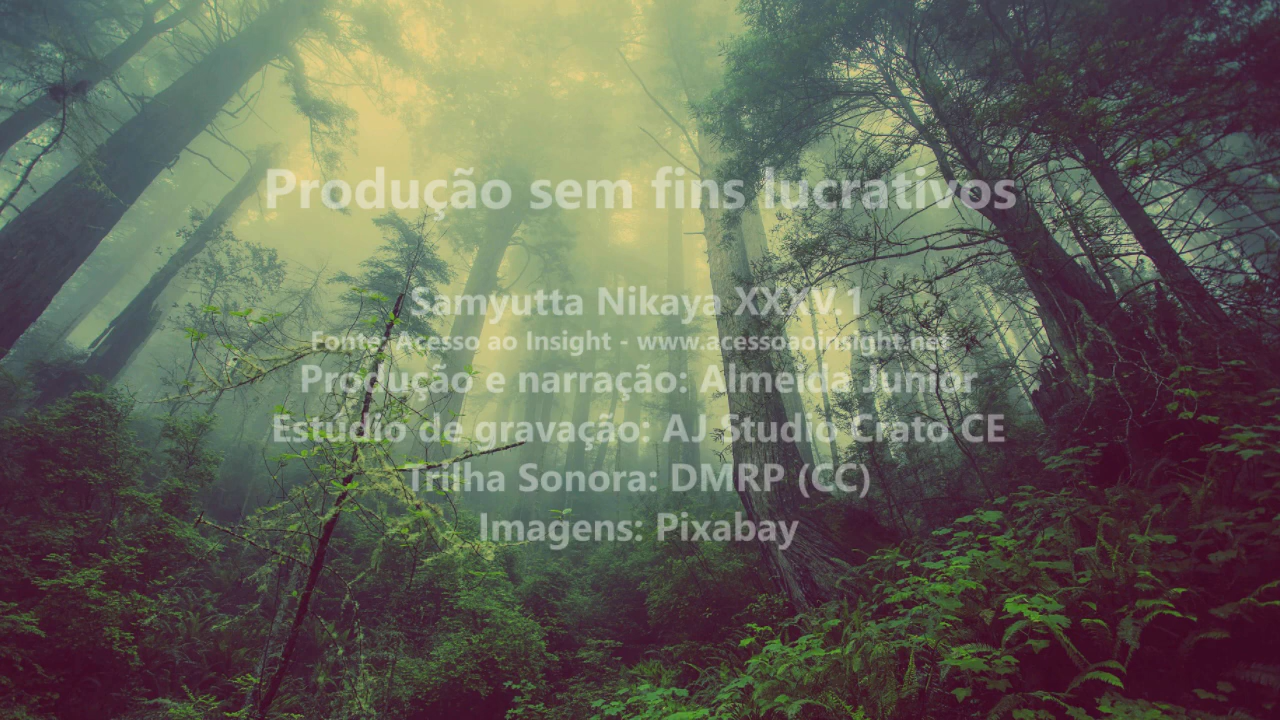 Produção sem fins lucrativos
Samyutta Nikaya XXXV.1
Fonte: Acesso ao Insight - www.acessoaoinsight.net
Produção e narração: Almeida Junior
Estúdio de gravação: AJ Studio Crato CE
Trilha Sonora: DMRP (CC)
Imagens: Pixabay